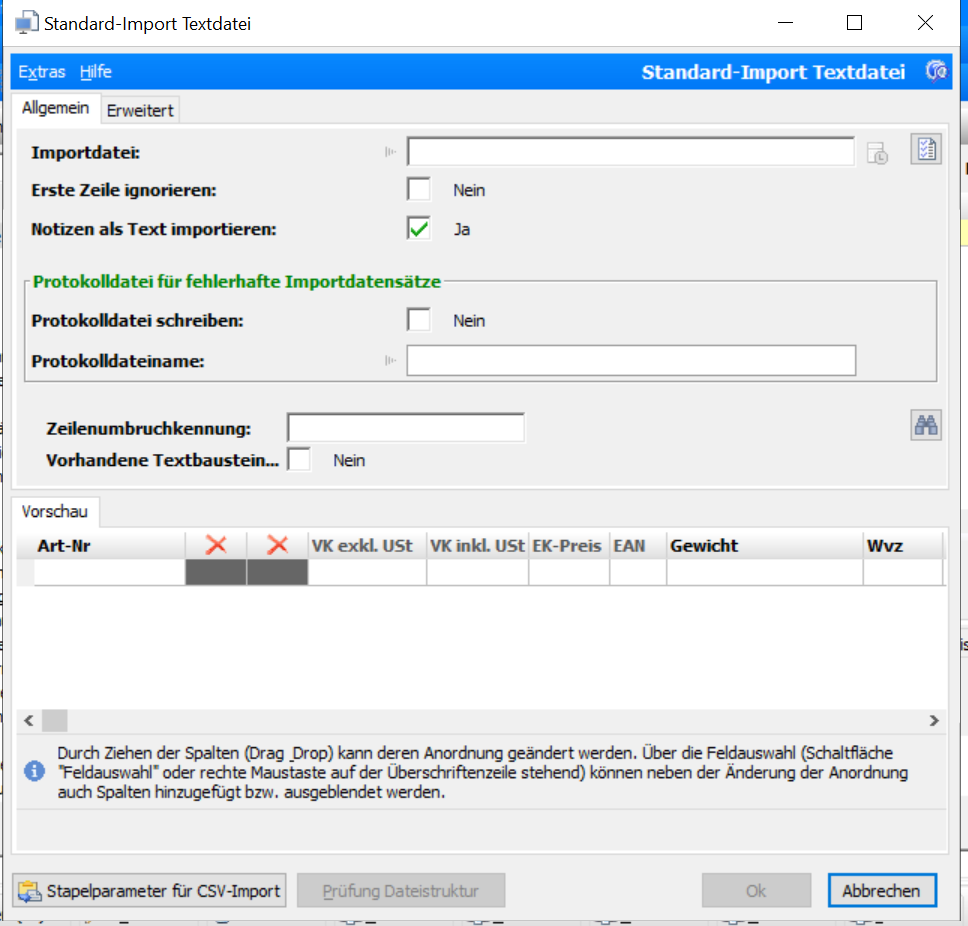 Standard-Import Textdatei
Extras Hilfe Standard-Import Textdatei
Allgemein Erweitert
Importdatei:
Erste Zeile ignorieren: Nein
Notizen als Text importieren: Ja
Protokolldatei für fehlerhafte Importdatensätze
Protokolldatei schreiben: Nein
Protokolldateiname:
Zeilenumbruchkennung:
Vorhandene Textbaustein... Nein
Vorschau
Art-Nr VK exkl. USt VK inkl. USt EK-Preis EAN Gewicht Wvz
Durch Ziehen der Spalten (Drag_Drop) kann deren Anordnung geändert werden. Über die Feldauswahl (Schaltfläche
"Feldauswahl" oder rechte Maustaste auf der Überschriftenzeile stehend) können neben der Änderung der Anordnung
auch Spalten hinzugefügt bzw. ausgeblendet werden.
Stapelparameter für CSV-Import Prüfung Dateistruktur Ok Abbrechen